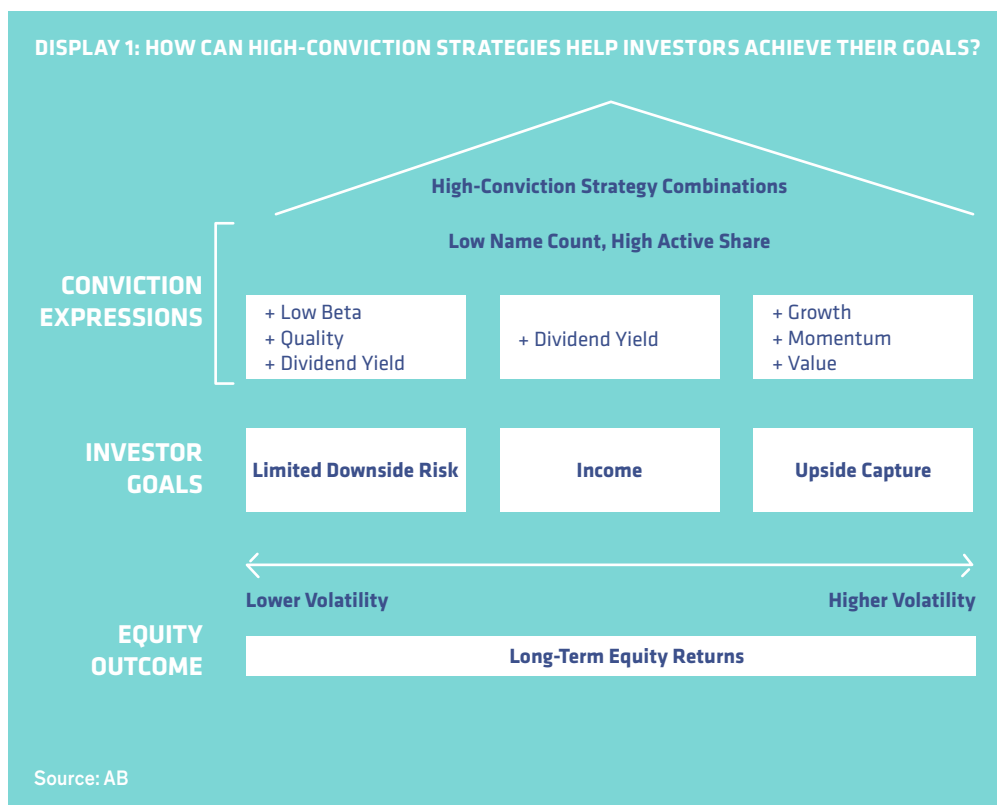 DISPLAY 1: HOW CAN HIGH-CONVICTION STRATEGIES HELP INVESTORS ACHIEVE THEIR GOALS?
High-Conviction Strategy Combinations
Low Name Count, High Active Share
CONVICTION
EXPRESSIONS
+ Low Beta
+ Quality
+ Dividend Yield
+ Dividend Yield
+ Growth
+ Momentum
+ Value
INVESTOR
GOALS
Limited Downside Risk
Income
Upside Capture
Lower Volatility
Higher Volatility
EQUITY
OUTCOME
Long-Term Equity Returns
Source: AB